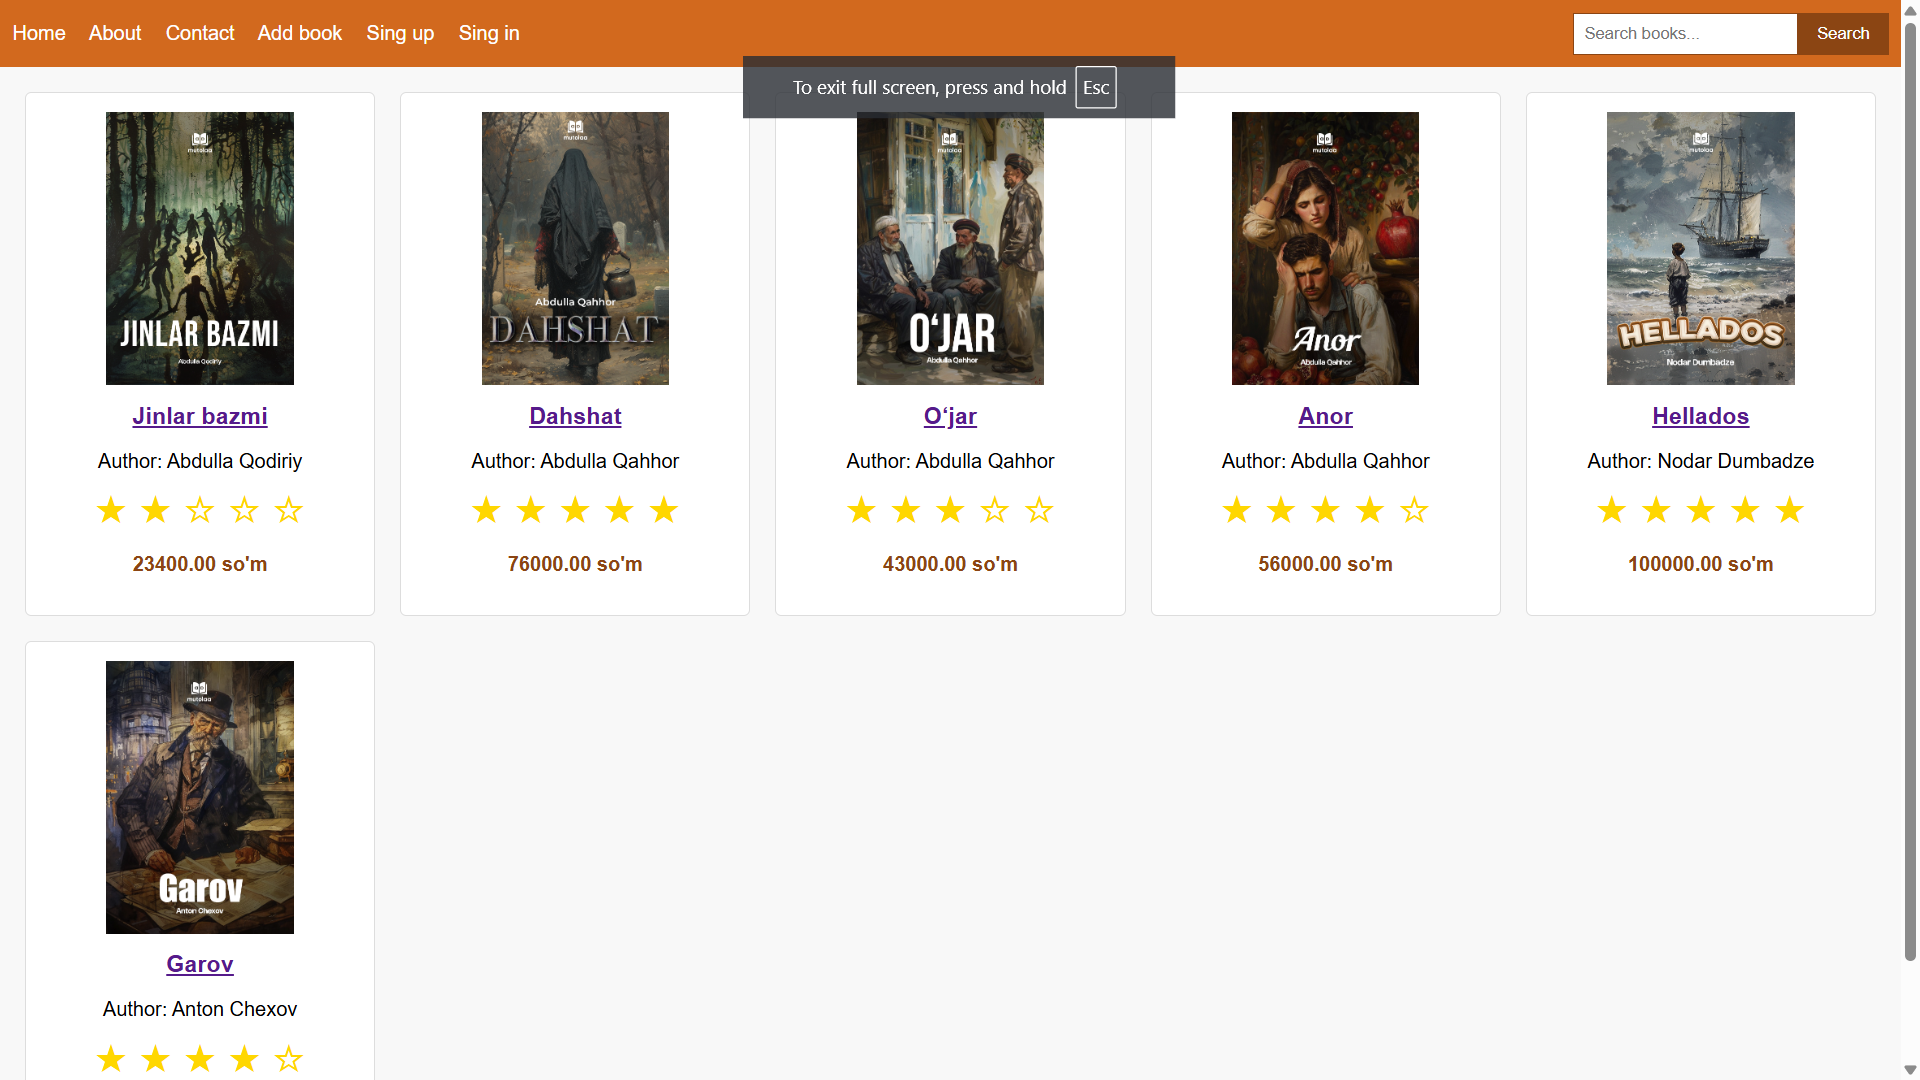 Home About Contact Add book Sing up Sing in
Search books... Search
To exit full screen, press and hold Esc
mutolaa
JINLAR BAZMI
Abdulla Qodiriy
Jinlar bazmi
Author: Abdulla Qodiriy
23400.00 so'm
mutolaa
Abdulla Qahhor
DAHSHAT
Dahshat
Author: Abdulla Qahhor
76000.00 so'm
mutolaa
O‘JAR
Abdulla Qahhor
O‘jar
Author: Abdulla Qahhor
43000.00 so'm
mutolaa
Anor
Abdulla Qahhor
Anor
Author: Abdulla Qahhor
56000.00 so'm
mutolaa
HELLADOS
Nodar Dumbadze
Hellados
Author: Nodar Dumbadze
100000.00 so'm
mutolaa
Garov
Anton Chexov
Garov
Author: Anton Chexov